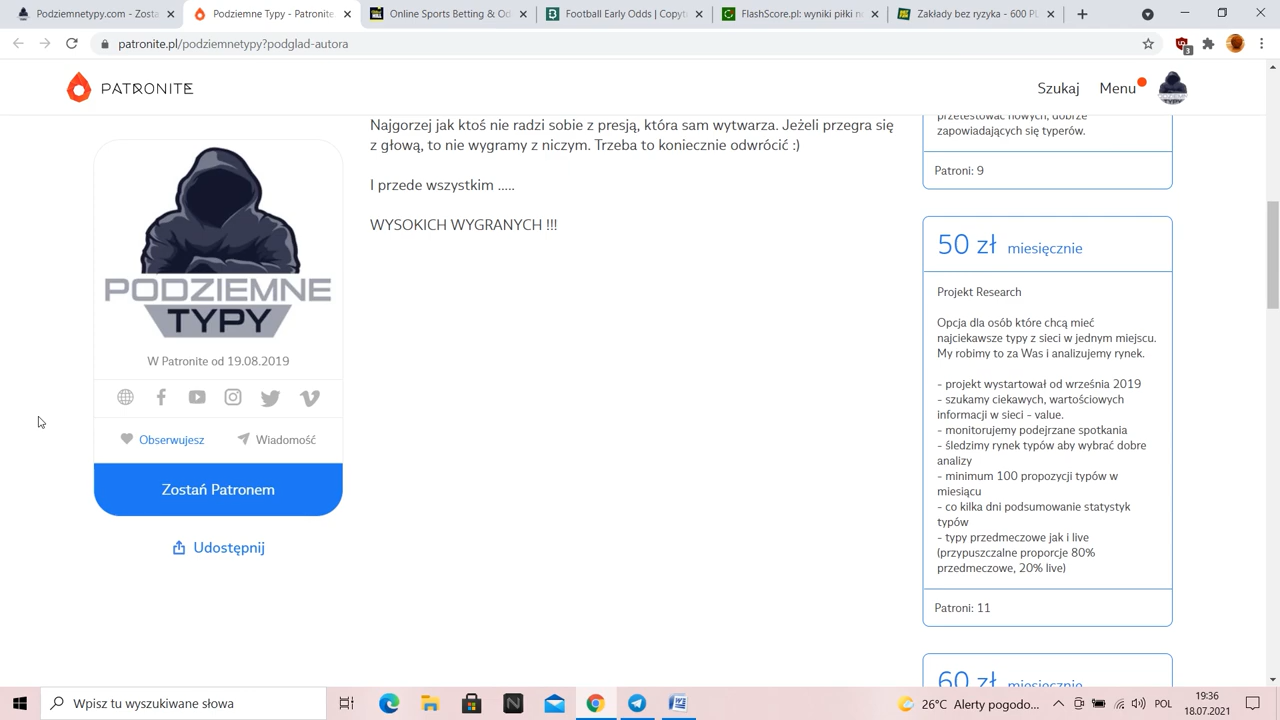 podziemnetypy.com - Zosta
Podziemne Typy - Patronite.
Online Sports Betting & Od
Football Early Odds | Copyt
FlashScore.pl: wyniki piłki no
Zakłady bez ryzyka - 600 PL
patronite.pl/podziemnetypy?podglad-autora
3
PATRONITE
Szukaj
Menu
Najgorzej jak ktoś nie radzi sobie z presją, która sam wytwarza. Jeżeli przegra się
z głową, to nie wygramy z niczym. Trzeba to koniecznie odwrócić :)
I przede wszystkim .....
WYSOKICH WYGRANYCH !!!
PODZIEMNE
TYPY
W Patronite od 19.08.2019
Obserwujesz
Wiadomość
Zostań Patronem
Udostępnij
przetestować nowych, dobrze
zapowiadających się typerów.
Patroni: 9
50 zł miesięcznie
Projekt Research
Opcja dla osób które chcą mieć
najciekawsze typy z sieci w jednym miejscu.
My robimy to za Was i analizujemy rynek.
- projekt wystartował od września 2019
- szukamy ciekawych, wartościowych
informacji w sieci - value.
- monitorujemy podejrzane spotkania
- śledzimy rynek typów aby wybrać dobre
analizy
- minimum 100 propozycji typów w
miesiącu
- co kilka dni podsumowanie statystyk
typów
- typy przedmeczowe jak i live
(przypuszczalne proporcje 80%
przedmeczowe, 20% live)
Patroni: 11
60 zł miesięcznie
Wpisz tu wyszukiwane słowa
26°C Alerty pogodo...
POL
19:36
18.07.2021